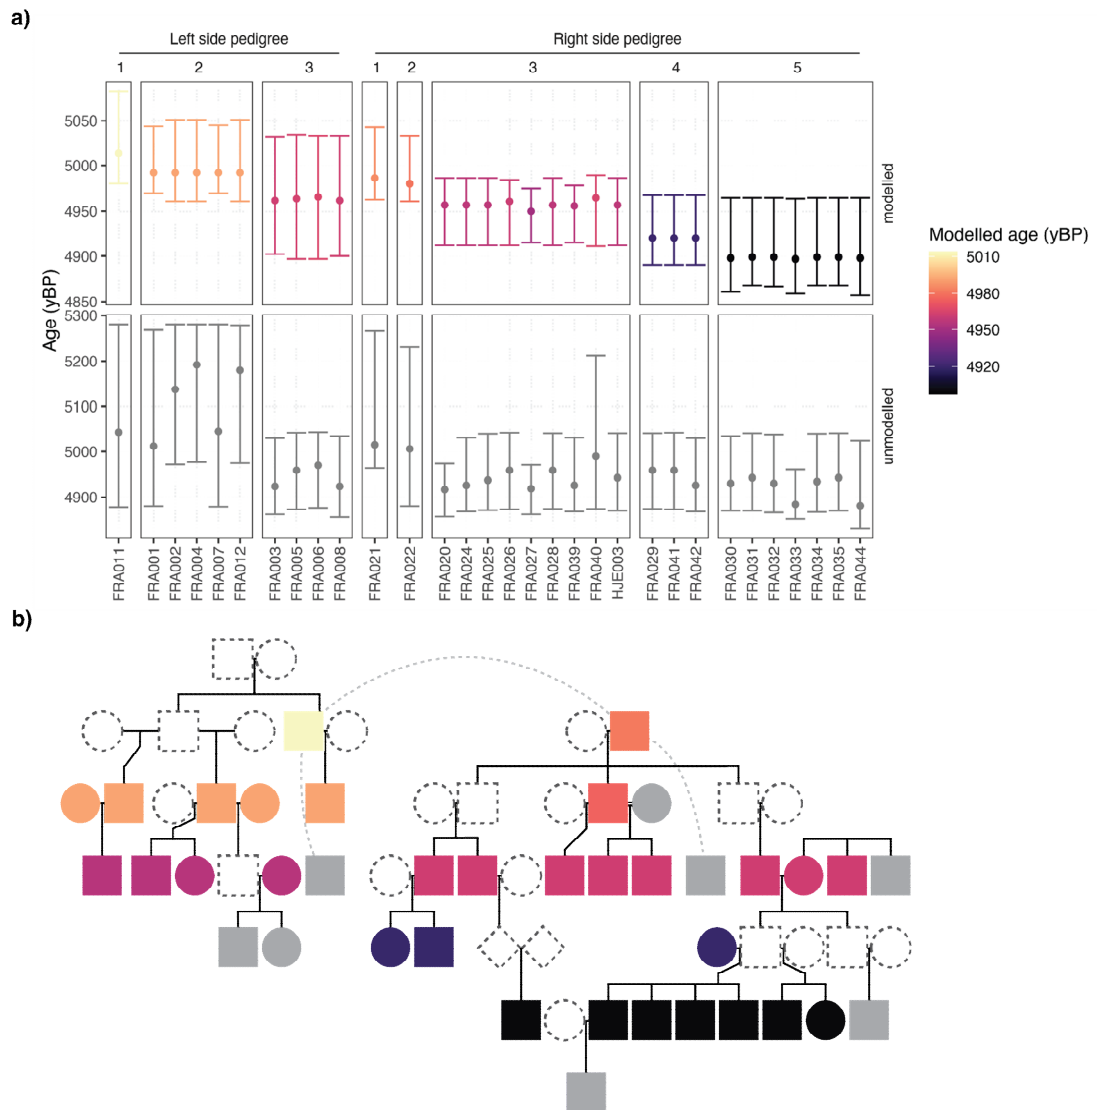 a)
Left side pedigree
Right side pedigree
1 2 3 1 2 3 4 5
5050
5000
4950
4900
4850
modelled
Age (yBP)
5300
5200
5100
5000
4900
unmodelled
Modelled age (yBP)
5010
4980
4950
4920
FRA011 FRA001 FRA002 FRA004 FRA007 FRA012 FRA003 FRA005 FRA006 FRA008 FRA021 FRA022 FRA020 FRA024 FRA025 FRA026 FRA027 FRA028 FRA039 FRA040 HJE003 FRA029 FRA041 FRA042 FRA030 FRA031 FRA032 FRA033 FRA034 FRA035 FRA044
b)